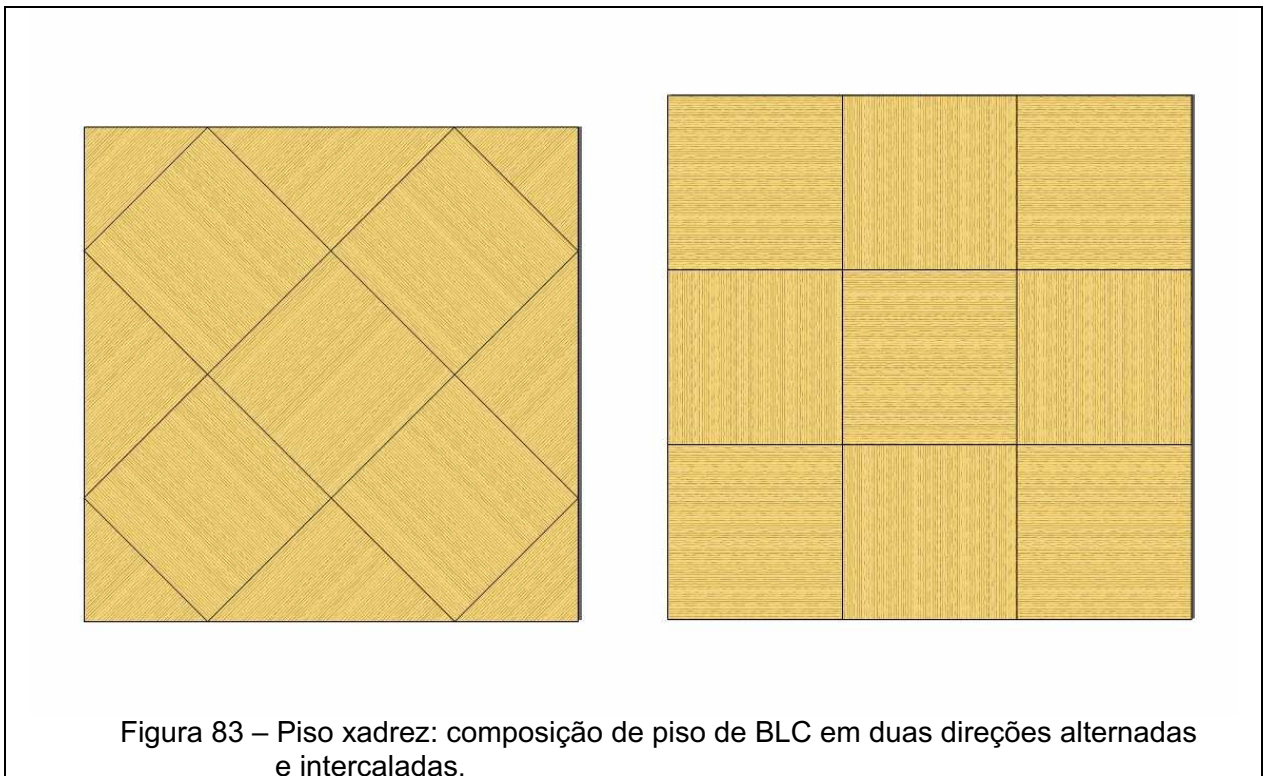 Figura 83 – Piso xadrez: composição de piso de BLC em duas direções alternadas
e intercaladas.